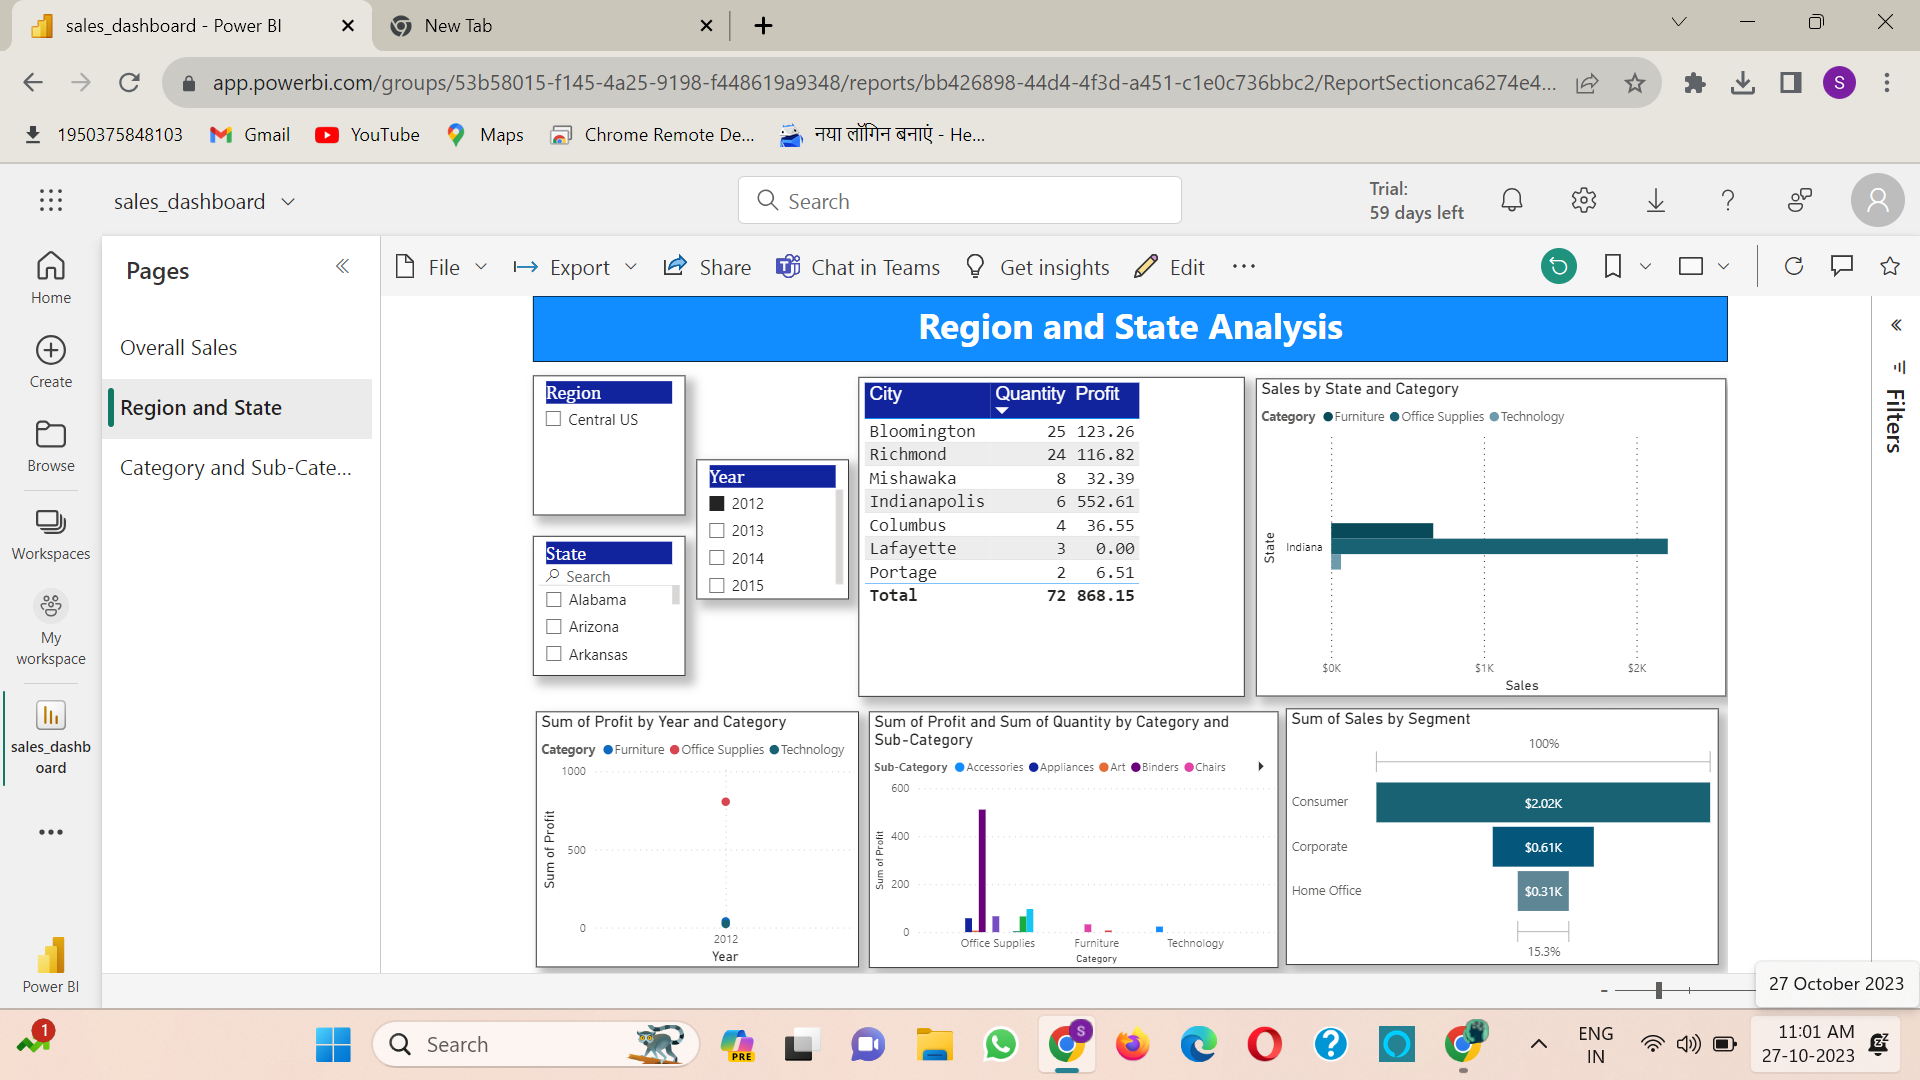 sales_dashboard - Power BI
New Tab
app.powerbi.com/groups/53b58015-f145-4a25-9198-f448619a9348/reports/bb426898-44d4-4f3d-a451-c1e0c736bbc2/ReportSectionca6274e4...
S
1950375848103
Gmail
YouTube
Maps
Chrome Remote De...
नया लॉगिन बनाएं - He...
sales_dashboard
Search
Trial:
59 days left
Home
Create
Browse
Workspaces
My
workspace
sales_dashb
oard
Power BI
Pages
Overall Sales
Region and State
Category and Sub-Cate...
File
Export
Share
Chat in Teams
Get insights
Edit
Filters
Region and State Analysis
Region
Central US
State
Search
Alabama
Arizona
Arkansas
Year
2012
2013
2014
2015
City Quantity Profit
Bloomington 25 123.26
Richmond 24 116.82
Mishawaka 8 32.39
Indianapolis 6 552.61
Columbus 4 36.55
Lafayette 3 0.00
Portage 2 6.51
Total 72 868.15
Sales by State and Category
Category Furniture Office Supplies Technology
State
Indiana
$0K $1K $2K
Sales
Sum of Profit by Year and Category
Category Furniture Office Supplies Technology
Sum of Profit
1000
500
0
2012
Year
Sum of Profit and Sum of Quantity by Category and
Sub-Category
Sub-Category Accessories Appliances Art Binders Chairs
Sum of Profit
600
400
200
0
Office Supplies Furniture Technology
Category
Sum of Sales by Segment
100%
Consumer $2.02K
Corporate $0.61K
Home Office $0.31K
15.3%
27 October 2023
1
Search
PRE
S
ENG
IN
11:01 AM
27-10-2023